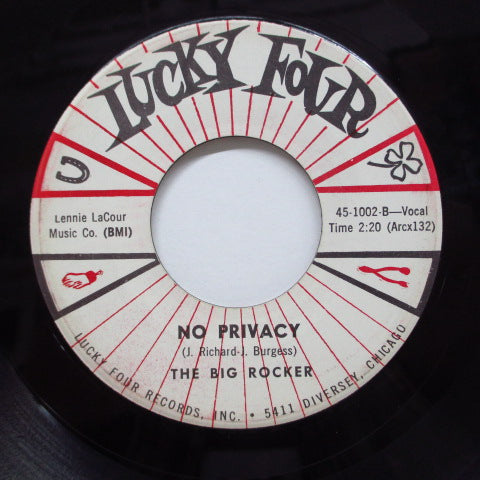 LUCKY FOUR
Lennie LaCour
Music Co. (BMI)
45-1002-B—Vocal
Time 2:20 (Arcx132)
NO PRIVACY
(J. Richard-J. Burgess)
THE BIG ROCKER
LUCKY FOUR RECORDS, INC. • 5411 DIVERSEY, CHICAGO